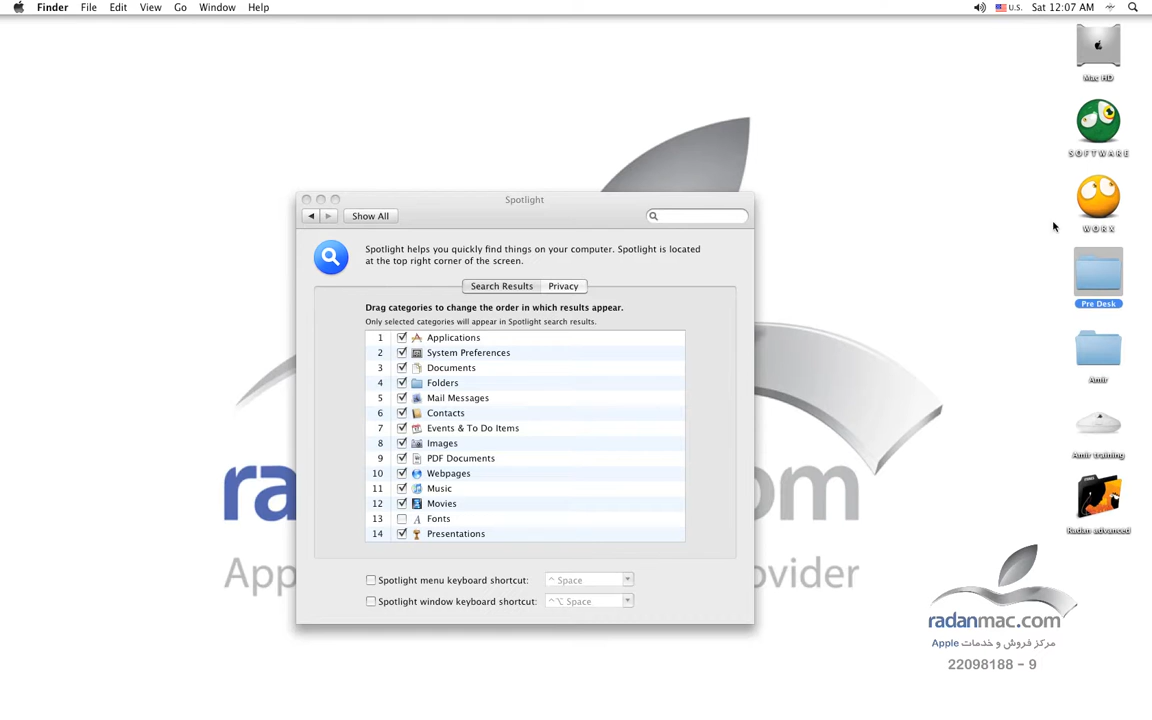 Finder File Edit View Go Window Help U.S. Sat 12:07 AM
Mac HD
SOFTWARE
WORX
Pre Desk
Amir
Amir training
Radan advanced
Spotlight
Show All
Spotlight helps you quickly find things on your computer. Spotlight is located
at the top right corner of the screen.
Search Results Privacy
Drag categories to change the order in which results appear.
Only selected categories will appear in Spotlight search results.
1 Applications
2 System Preferences
3 Documents
4 Folders
5 Mail Messages
6 Contacts
7 Events & To Do Items
8 Images
9 PDF Documents
10 Webpages
11 Music
12 Movies
13 Fonts
14 Presentations
Spotlight menu keyboard shortcut: ^ Space
Spotlight window keyboard shortcut: ^⌥ Space
ra om
App ovider
radanmac.com
مرکز فروش و خدمات Apple
22098188 - 9